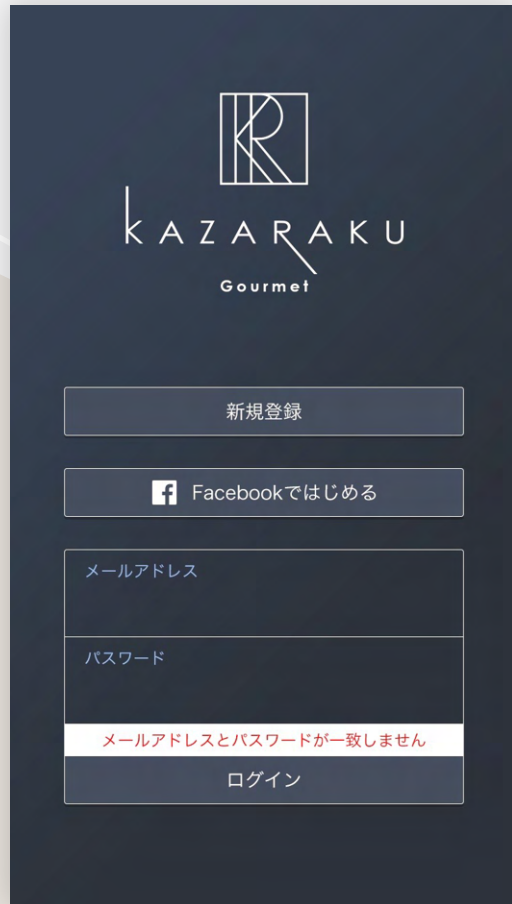 KAZARAKU
Gourmet
新規登録
Facebookではじめる
メールアドレス
パスワード
メールアドレスとパスワードが一致しません
ログイン